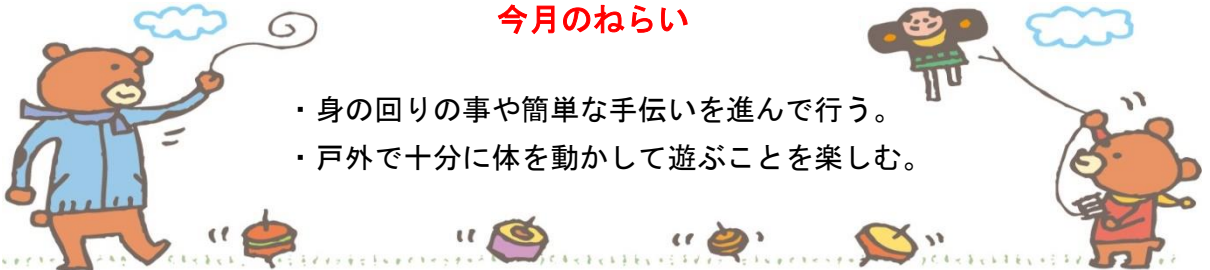 今月のねらい
・身の回りの事や簡単な手伝いを進んで行う。
・戸外で十分に体を動かして遊ぶことを楽しむ。